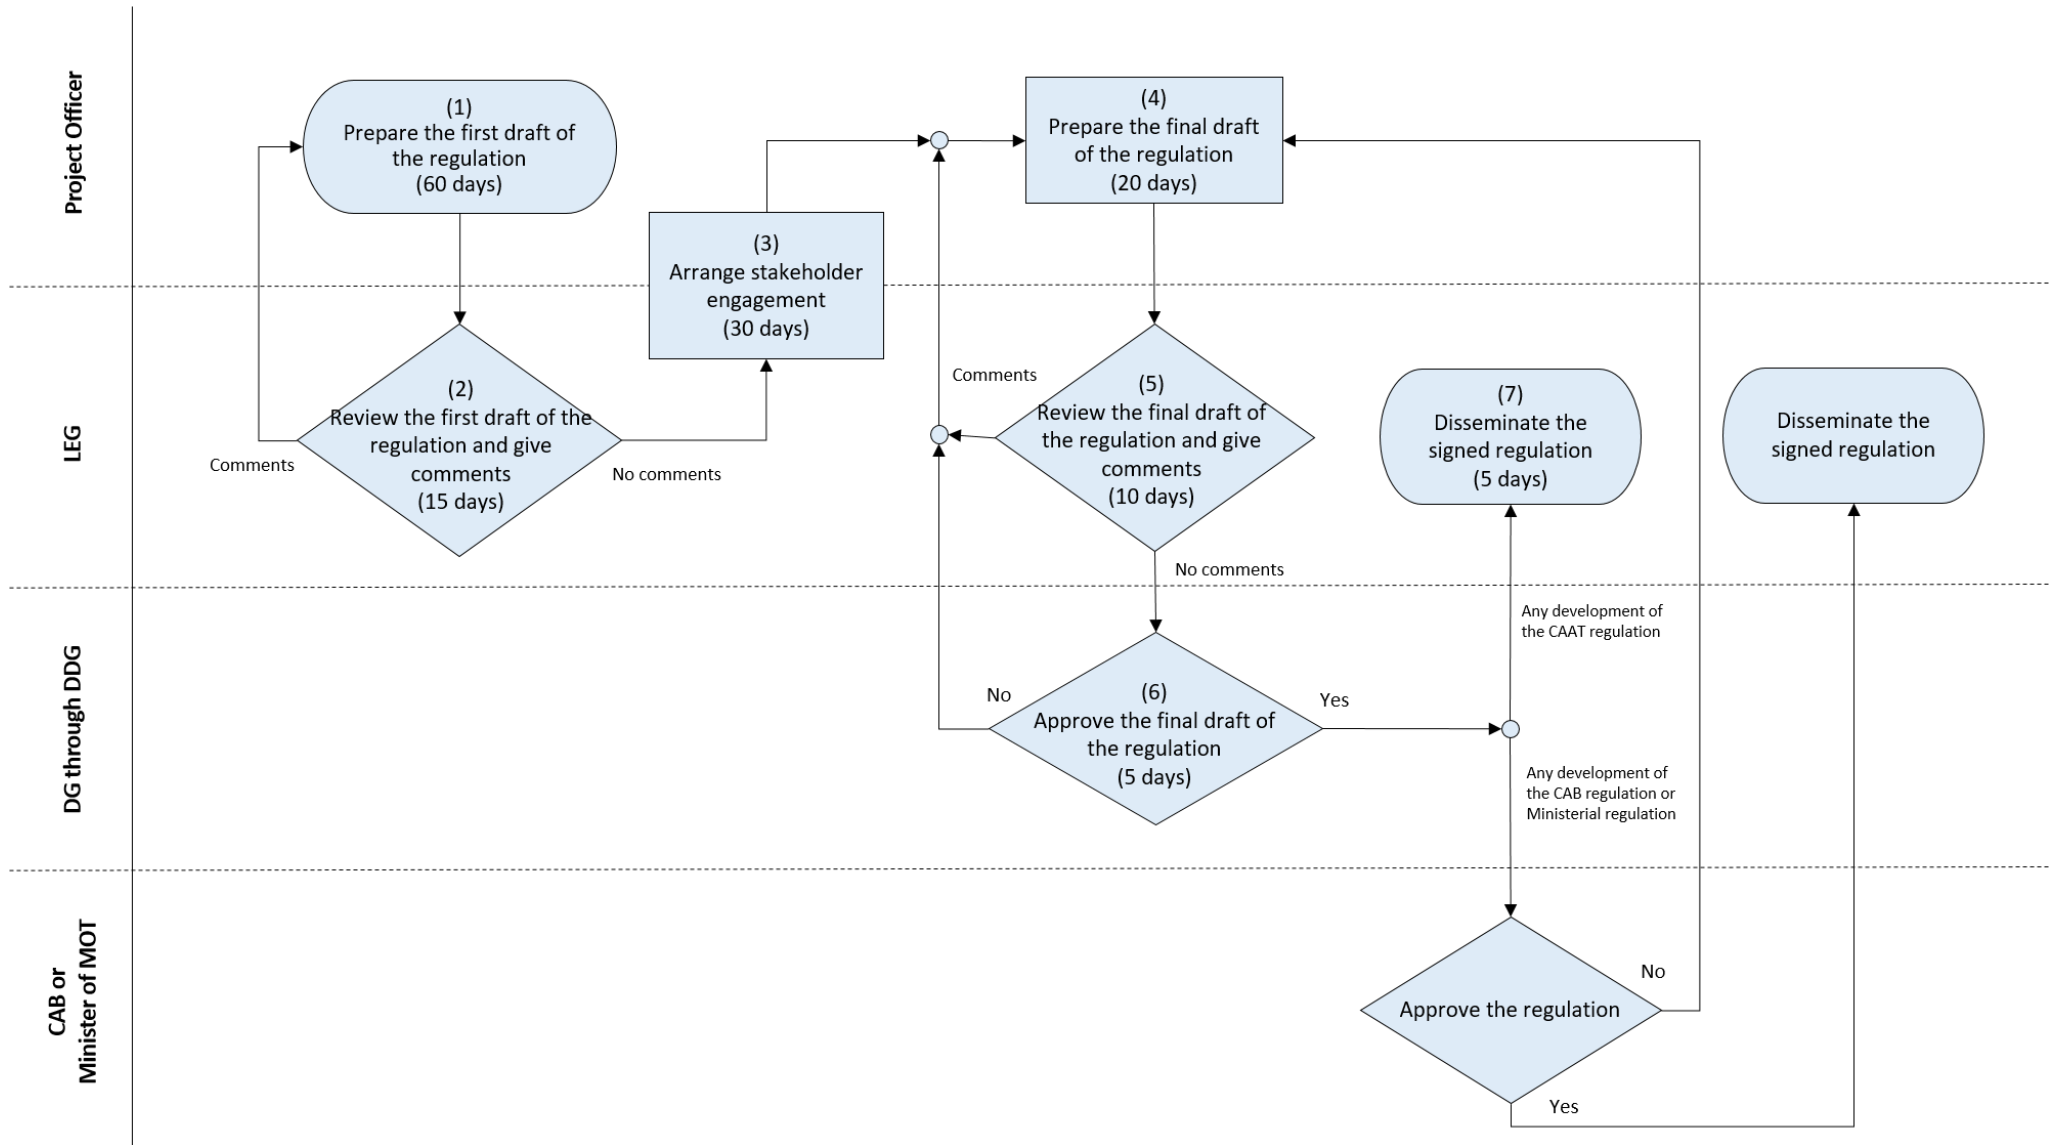 Project Officer
(1)
Prepare the first draft of
the regulation
(60 days)
(3)
Arrange stakeholder
engagement
(30 days)
(4)
Prepare the final draft
of the regulation
(20 days)
LEG
(2)
Review the first draft of the
regulation and give
comments
(15 days)
Comments
No comments
Comments
(5)
Review the final draft of
the regulation and give
comments
(10 days)
No comments
(7)
Disseminate the
signed regulation
(5 days)
Disseminate the
signed regulation
DG through DDG
No
(6)
Approve the final draft of
the regulation
(5 days)
Yes
Any development of
the CAAT regulation
Any development of
the CAB regulation or
Ministerial regulation
CAB or
Minister of MOT
Approve the regulation
No
Yes